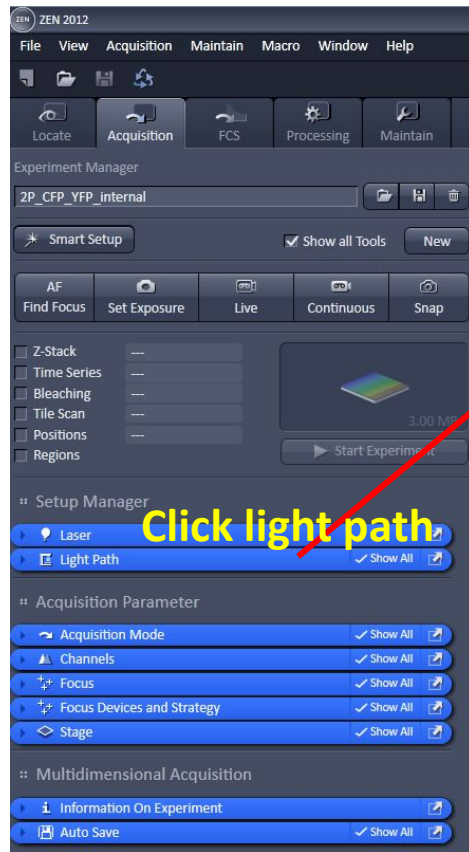 ZEN ZEN 2012
File View Acquisition Maintain Macro Window Help
Locate Acquisition FCS Processing Maintain
Experiment Manager
2P_CFP_YFP_internal
Smart Setup Show all Tools New
AF
Find Focus Set Exposure Live Continuous Snap
Z-Stack ---
Time Series ---
Bleaching ---
Tile Scan ---
Positions ---
Regions
3.00 MB
Start Experiment
Setup Manager
Laser
Click light path
Light Path Show All
Acquisition Parameter
Acquisition Mode Show All
Channels Show All
Focus Show All
Focus Devices and Strategy Show All
Stage Show All
Multidimensional Acquisition
Information On Experiment
Auto Save Show All